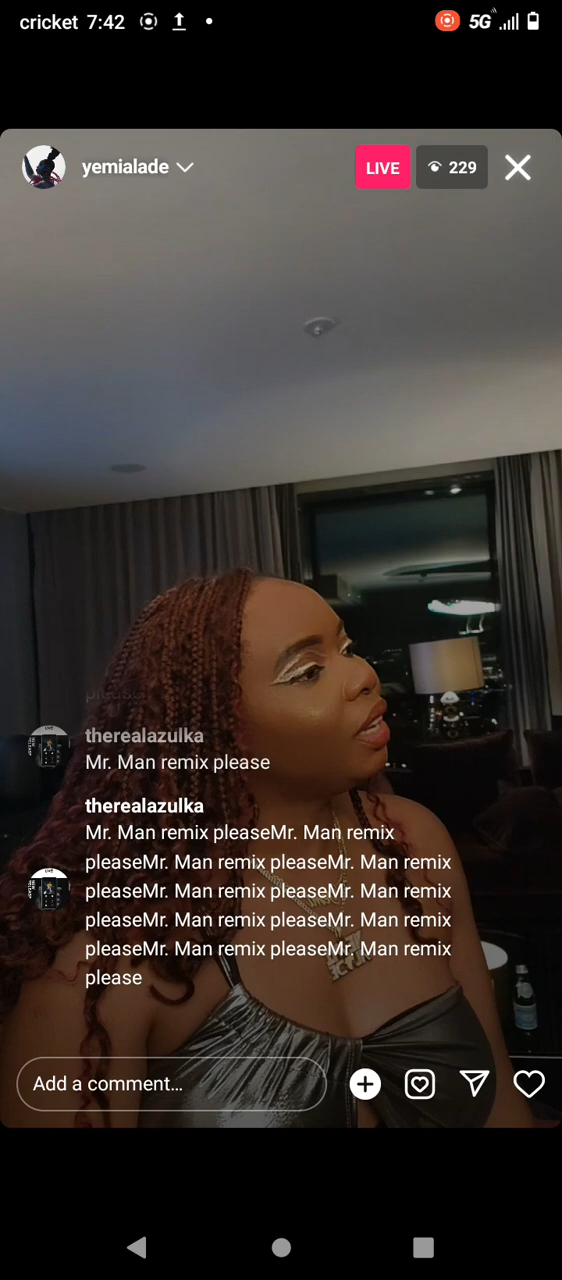 cricket 7:42
5G
yemialade
LIVE
229
please
therealazulka
Mr. Man remix please
therealazulka
Mr. Man remix pleaseMr. Man remix
pleaseMr. Man remix pleaseMr. Man remix
pleaseMr. Man remix pleaseMr. Man remix
pleaseMr. Man remix pleaseMr. Man remix
pleaseMr. Man remix pleaseMr. Man remix
please
Add a comment…